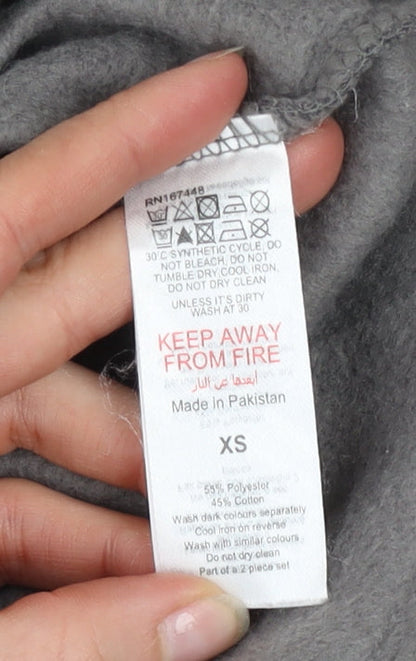 RN167448
30°C SYNTHETIC CYCLE, DO
NOT BLEACH, DO NOT
TUMBLE DRY,COOL IRON,
DO NOT DRY CLEAN
UNLESS IT'S DIRTY
WASH AT 30
KEEP AWAY
FROM FIRE
ابعدها عن النار
Made in Pakistan
XS
55% Polyester
45% Cotton
Wash dark colours separately
Cool iron on reverse
Wash with similar colours
Do not dry clean
Part of a 2 piece set